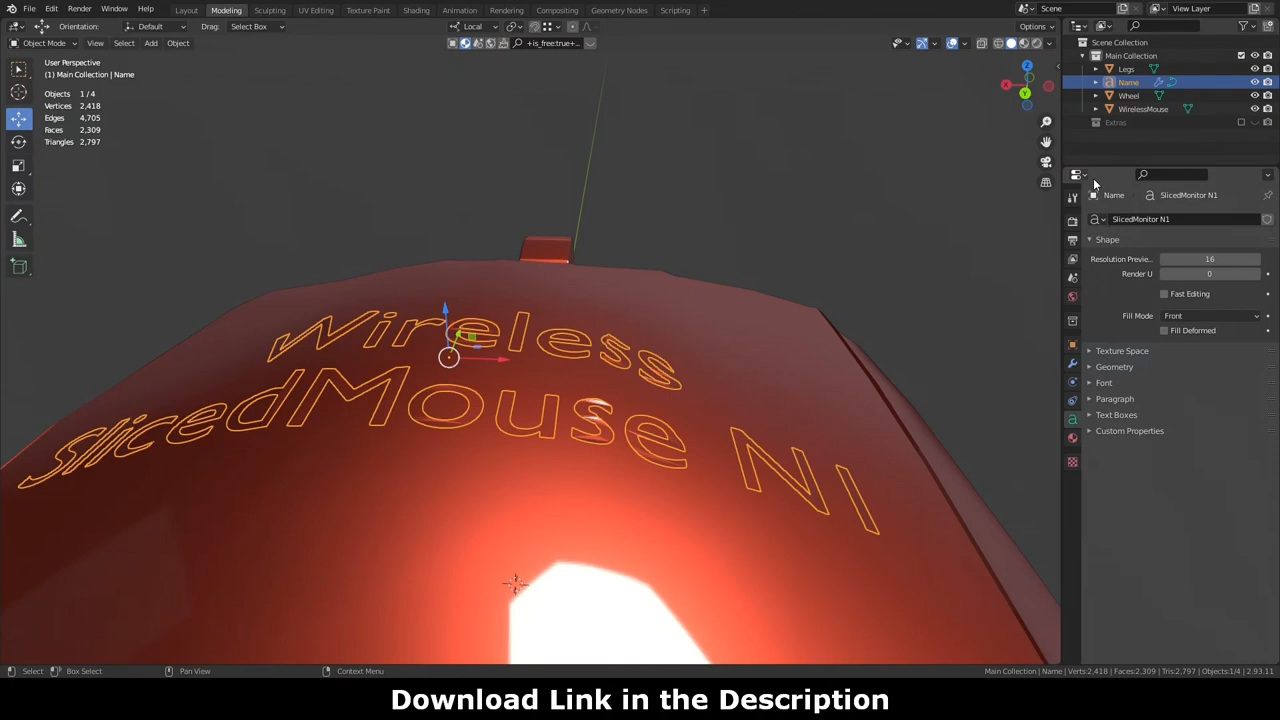 File Edit Render Window Help Layout Modeling Sculpting UV Editing Texture Paint Shading Animation Rendering Compositing Geometry Nodes Scripting + Scene View Layer
Orientation: Default Drag: Select Box Local Options
Object Mode View Select Add Object +is_free:true+...
User Perspective
(1) Main Collection | Name
Objects 1 / 4
Vertices 2,418
Edges 4,705
Faces 2,309
Triangles 2,797
Z
X
Y
Scene Collection
Main Collection
Legs
Name
Wheel
WirelessMouse
Extras
Name SlicedMonitor N1
SlicedMonitor N1
Shape
Resolution Previe... 16
Render U 0
Fast Editing
Fill Mode Front
Fill Deformed
Texture Space
Geometry
Font
Paragraph
Text Boxes
Custom Properties
Wireless
SlicedMouse N1
Select Box Select Pan View Context Menu Main Collection | Name | Verts:2,418 | Faces:2,309 | Tris:2,797 | Objects:1/4 | 2.93.11
Download Link in the Description